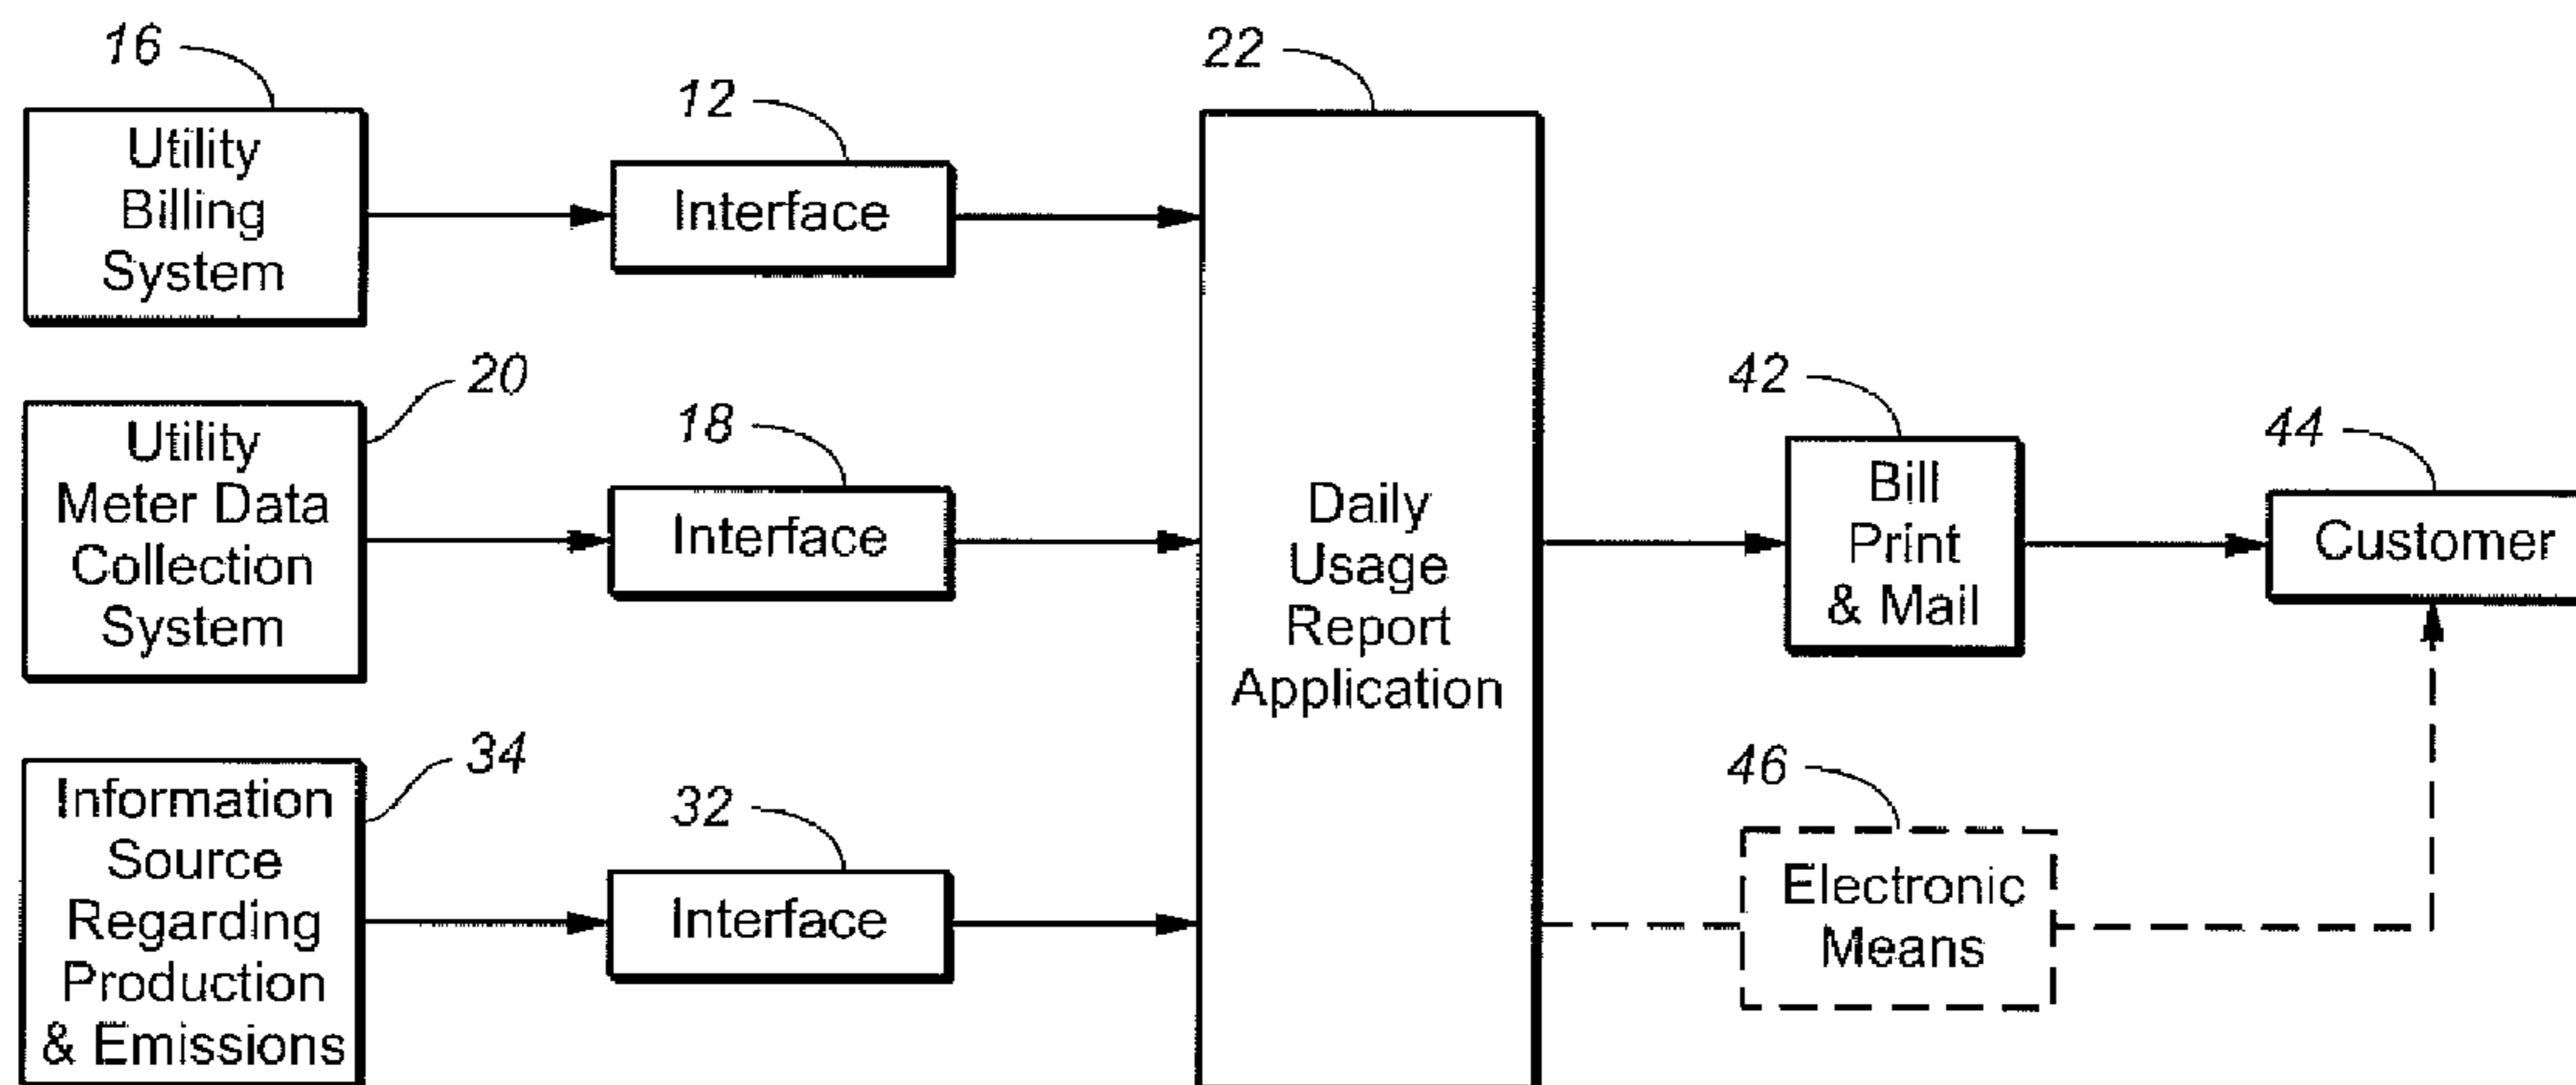 16
Utility
Billing
System
12
Interface
20
Utility
Meter Data
Collection
System
18
Interface
34
Information
Source
Regarding
Production
& Emissions
32
Interface
22
Daily
Usage
Report
Application
42
Bill
Print
& Mail
44
Customer
46
Electronic
Means